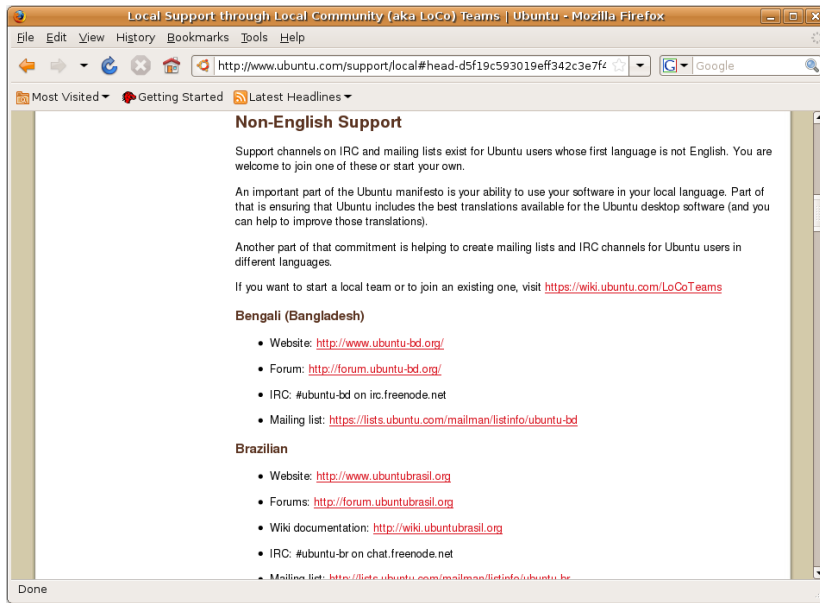 Local Support through Local Community (aka LoCo) Teams | Ubuntu - Mozilla Firefox
File Edit View History Bookmarks Tools Help
http://www.ubuntu.com/support/local#head-d5f19c593019eff342c3e7f4
G Google
Most Visited Getting Started Latest Headlines
Non-English Support
Support channels on IRC and mailing lists exist for Ubuntu users whose first language is not English. You are
welcome to join one of these or start your own.
An important part of the Ubuntu manifesto is your ability to use your software in your local language. Part of
that is ensuring that Ubuntu includes the best translations available for the Ubuntu desktop software (and you
can help to improve those translations).
Another part of that commitment is helping to create mailing lists and IRC channels for Ubuntu users in
different languages.
If you want to start a local team or to join an existing one, visit https://wiki.ubuntu.com/LoCoTeams
Bengali (Bangladesh)
• Website: http://www.ubuntu-bd.org/
• Forum: http://forum.ubuntu-bd.org/
• IRC: #ubuntu-bd on irc.freenode.net
• Mailing list: https://lists.ubuntu.com/mailman/listinfo/ubuntu-bd
Brazilian
• Website: http://www.ubuntubrasil.org
• Forums: http://forum.ubuntubrasil.org
• Wiki documentation: http://wiki.ubuntubrasil.org
• IRC: #ubuntu-br on chat.freenode.net
• Mailing list: http://lists.ubuntu.com/mailman/listinfo/ubuntu-br
Done